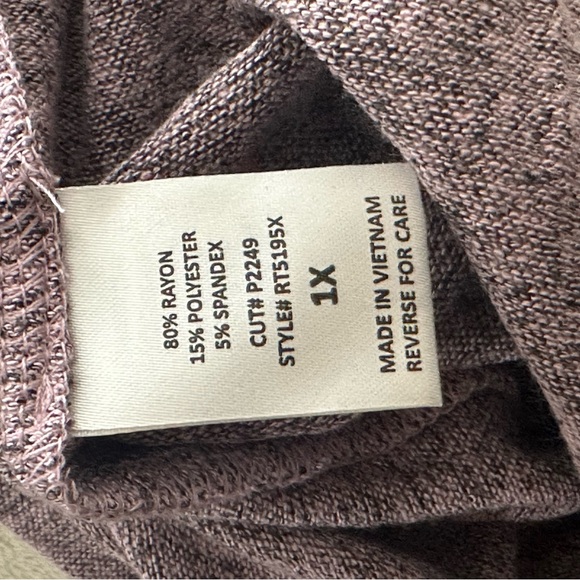 80% RAYON
15% POLYESTER
5% SPANDEX
CUT# P2249
STYLE# RT5195X
1X
MADE IN VIETNAM
REVERSE FOR CARE